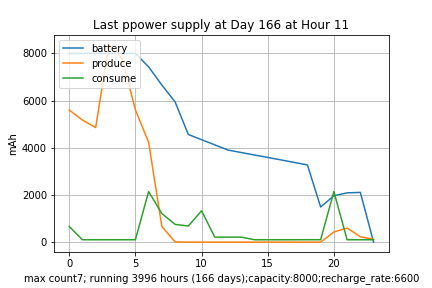 Last ppower supply at Day 166 at Hour 11
battery
produce
consume
8000
6000
4000
2000
0
mAh
0 5 10 15 20
max count7; running 3996 hours (166 days);capacity:8000;recharge_rate:6600